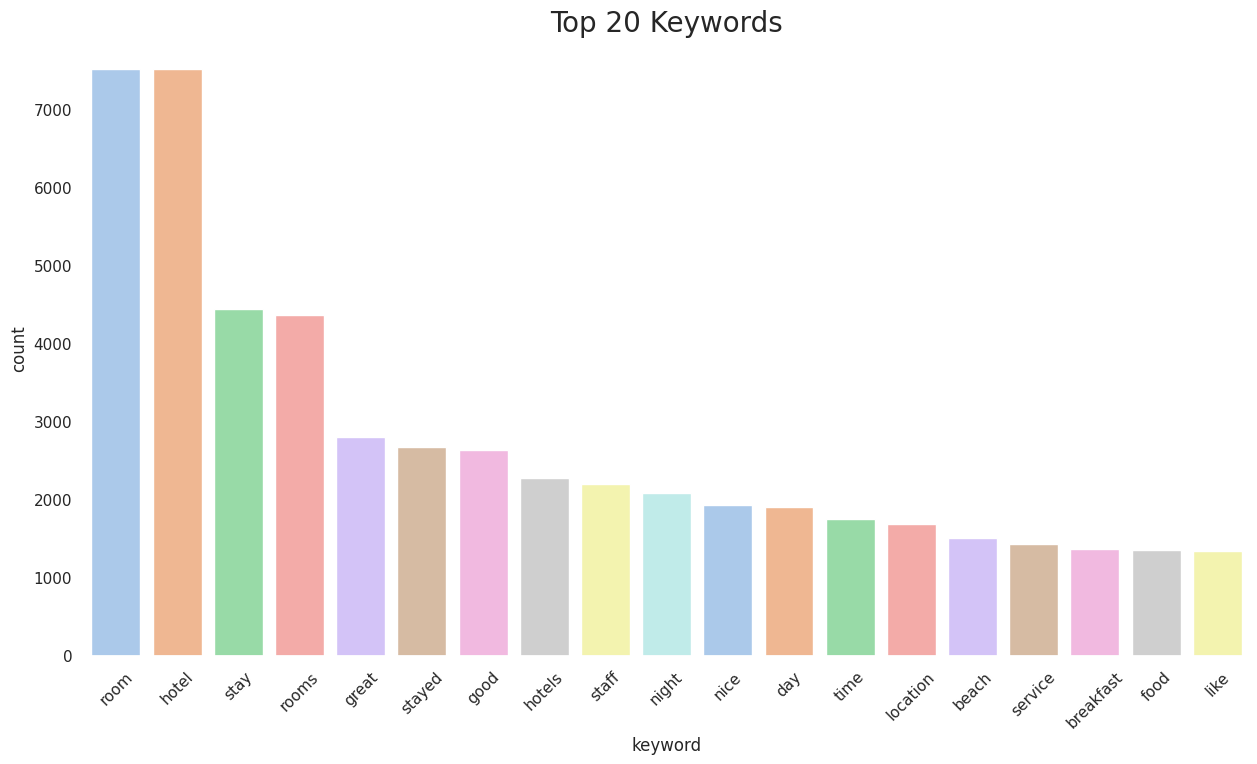 Top 20 Keywords
count
7000
6000
5000
4000
3000
2000
1000
0
room
hotel
stay
rooms
great
stayed
good
hotels
staff
night
nice
day
time
location
beach
service
breakfast
food
like
keyword